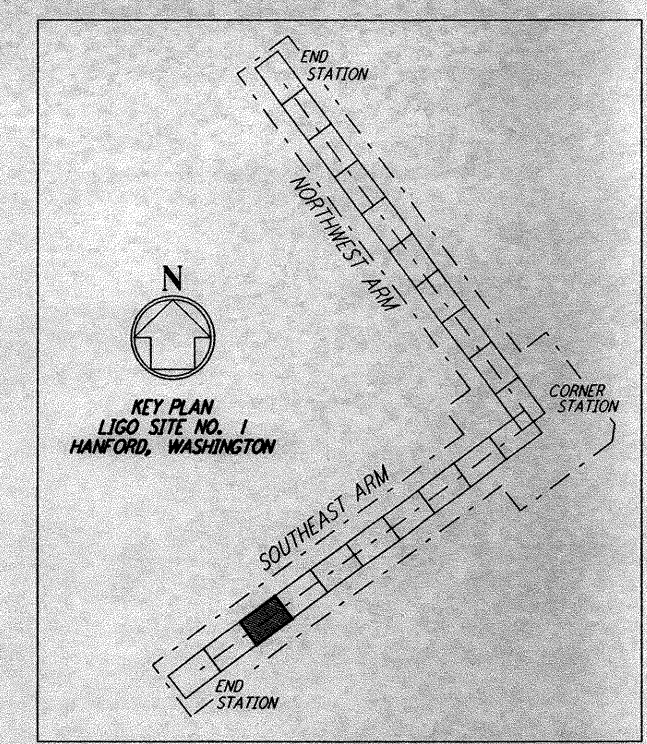 END
STATION
NORTHWEST ARM
N
KEY PLAN
LIGO SITE NO. 1
HANFORD, WASHINGTON
CORNER
STATION
SOUTHEAST ARM
END
STATION